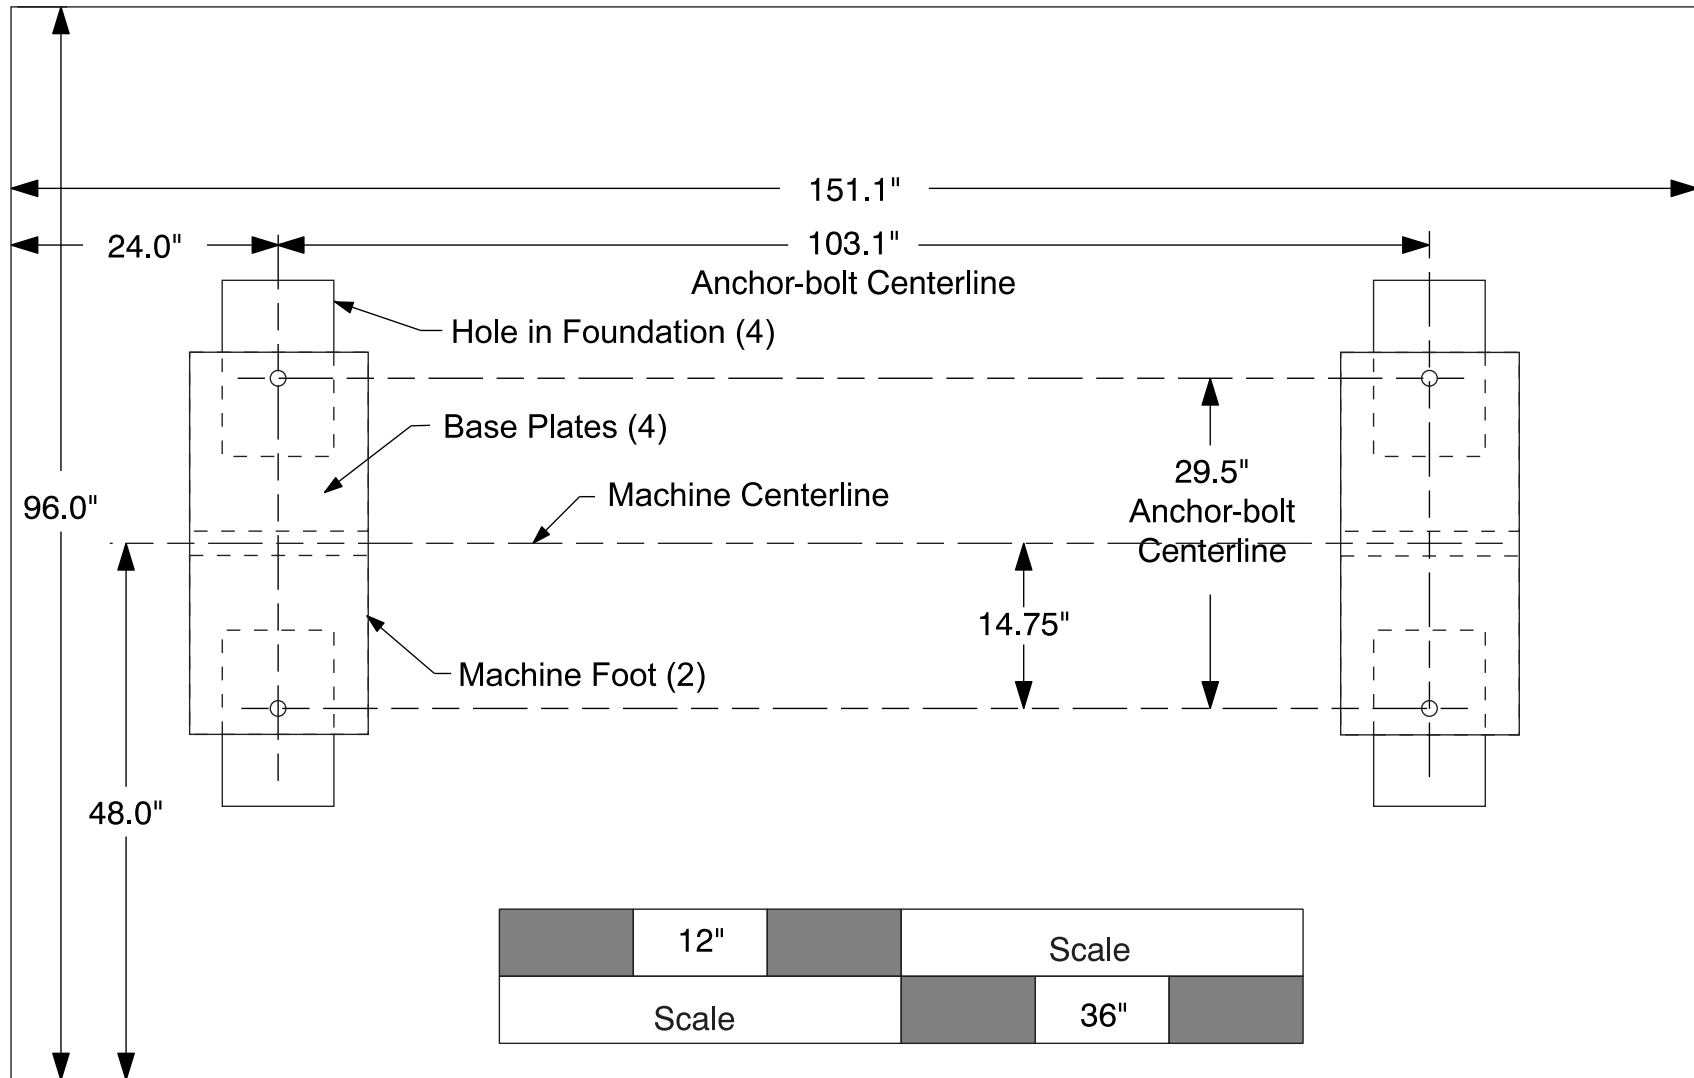 151.1"
24.0"
103.1"
Anchor-bolt Centerline
Hole in Foundation (4)
Base Plates (4)
29.5"
Anchor-bolt
Centerline
Machine Centerline
96.0"
14.75"
Machine Foot (2)
48.0"
12"
Scale
Scale
36"